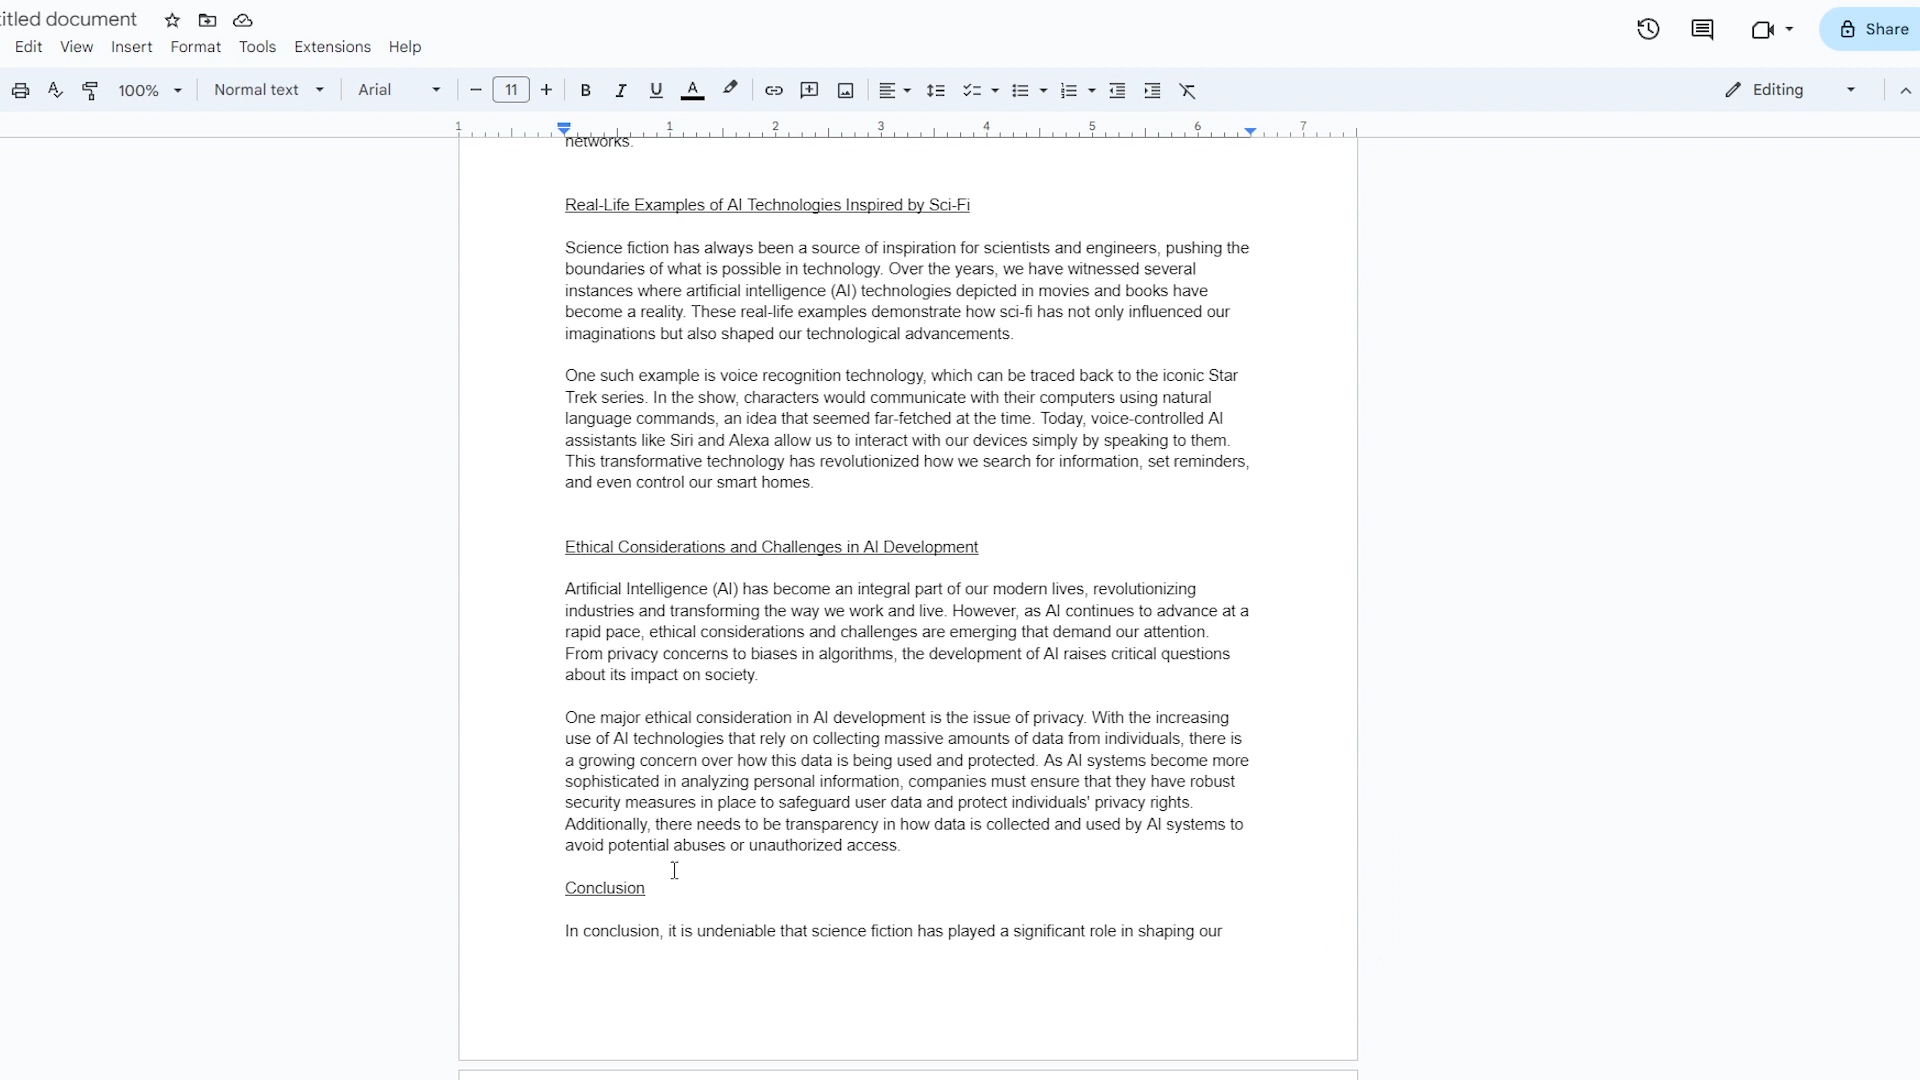 itled document
Edit View Insert Format Tools Extensions Help
Share
100% Normal text Arial 11 B I U A Editing
1 1 2 3 4 5 6 7
networks.
Real-Life Examples of AI Technologies Inspired by Sci-Fi
Science fiction has always been a source of inspiration for scientists and engineers, pushing the
boundaries of what is possible in technology. Over the years, we have witnessed several
instances where artificial intelligence (AI) technologies depicted in movies and books have
become a reality. These real-life examples demonstrate how sci-fi has not only influenced our
imaginations but also shaped our technological advancements.
One such example is voice recognition technology, which can be traced back to the iconic Star
Trek series. In the show, characters would communicate with their computers using natural
language commands, an idea that seemed far-fetched at the time. Today, voice-controlled AI
assistants like Siri and Alexa allow us to interact with our devices simply by speaking to them.
This transformative technology has revolutionized how we search for information, set reminders,
and even control our smart homes.
Ethical Considerations and Challenges in AI Development
Artificial Intelligence (AI) has become an integral part of our modern lives, revolutionizing
industries and transforming the way we work and live. However, as AI continues to advance at a
rapid pace, ethical considerations and challenges are emerging that demand our attention.
From privacy concerns to biases in algorithms, the development of AI raises critical questions
about its impact on society.
One major ethical consideration in AI development is the issue of privacy. With the increasing
use of AI technologies that rely on collecting massive amounts of data from individuals, there is
a growing concern over how this data is being used and protected. As AI systems become more
sophisticated in analyzing personal information, companies must ensure that they have robust
security measures in place to safeguard user data and protect individuals' privacy rights.
Additionally, there needs to be transparency in how data is collected and used by AI systems to
avoid potential abuses or unauthorized access.
Conclusion
In conclusion, it is undeniable that science fiction has played a significant role in shaping our